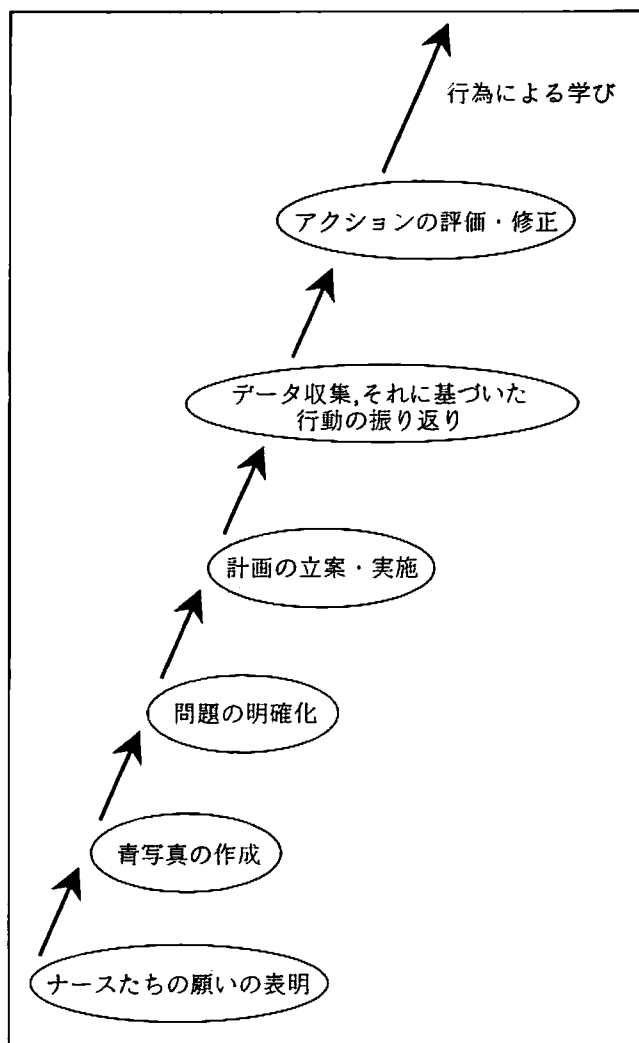 行為による学び
アクションの評価・修正
データ収集,それに基づいた
行動の振り返り
計画の立案・実施
問題の明確化
青写真の作成
ナースたちの願いの表明